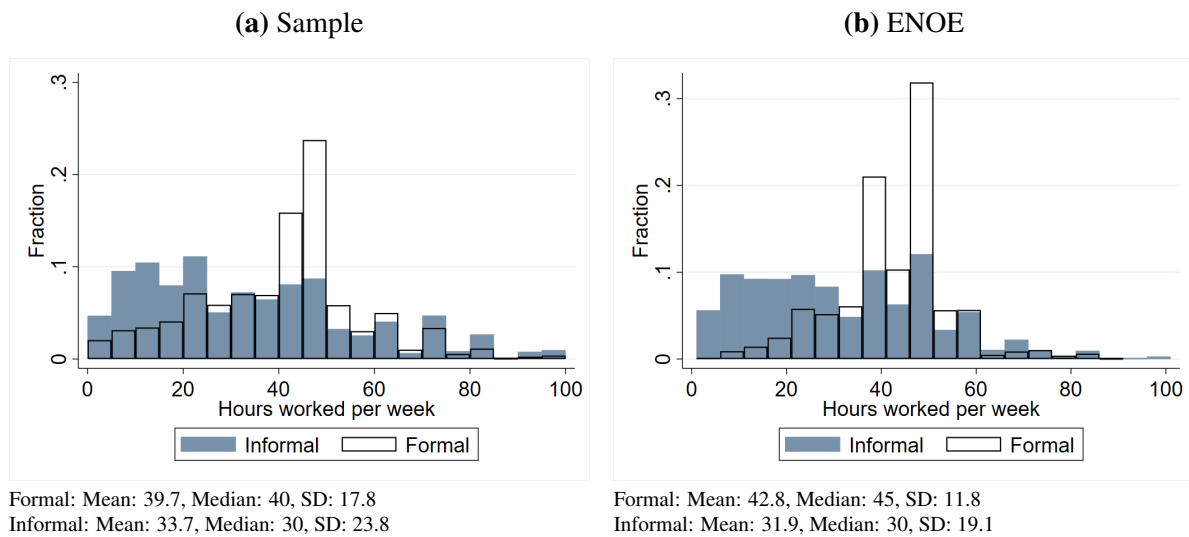 (a) Sample
.3
.2
.1
0
Fraction
0 20 40 60 80 100
Hours worked per week
Informal Formal
Formal: Mean: 39.7, Median: 40, SD: 17.8
Informal: Mean: 33.7, Median: 30, SD: 23.8
(b) ENOE
.3
.2
.1
0
Fraction
0 20 40 60 80 100
Hours worked per week
Informal Formal
Formal: Mean: 42.8, Median: 45, SD: 11.8
Informal: Mean: 31.9, Median: 30, SD: 19.1